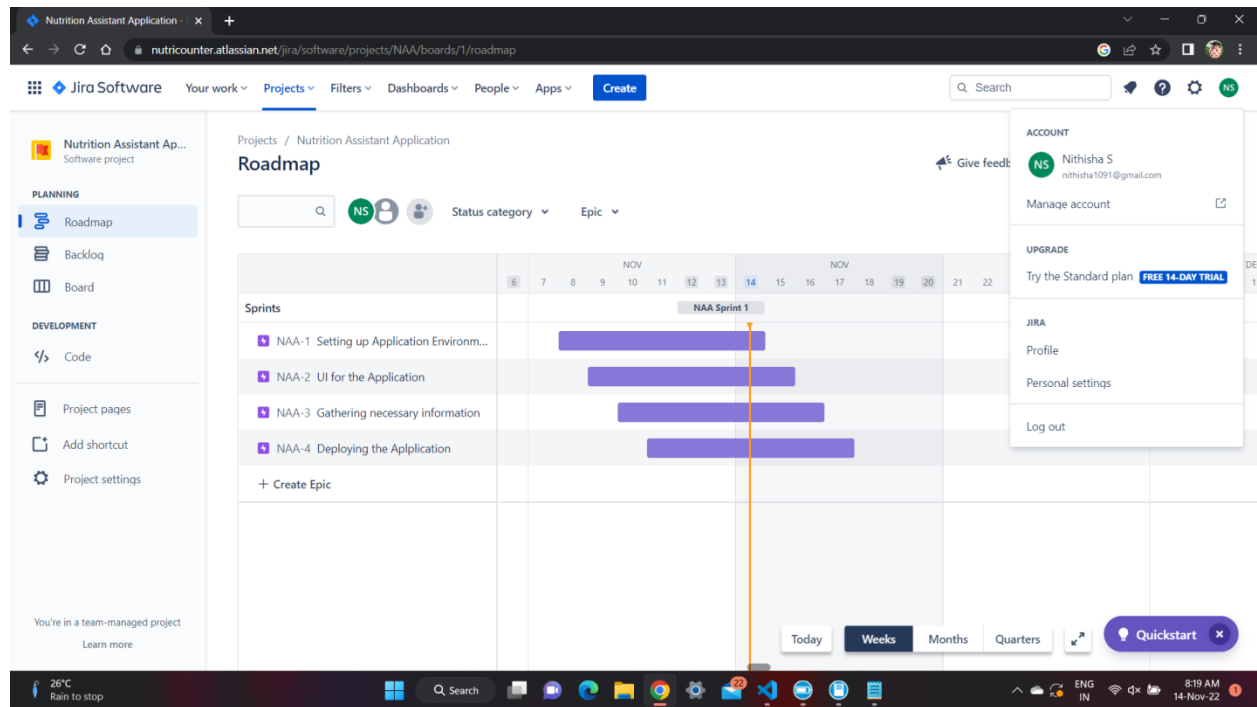 Nutrition Assistant Application -
nutricounter.atlassian.net/jira/software/projects/NAA/boards/1/roadmap
Jira Software Your work Projects Filters Dashboards People Apps Create Search NS
Nutrition Assistant Ap...
Software project
PLANNING
Roadmap
Backlog
Board
DEVELOPMENT
Code
Project pages
Add shortcut
Project settings
You're in a team-managed project
Learn more
Projects / Nutrition Assistant Application
Roadmap
Give feedb
NS Status category Epic
NOV NOV DE
6 7 8 9 10 11 12 13 14 15 16 17 18 19 20 21 22 1
Sprints NAA Sprint 1
NAA-1 Setting up Application Environm...
NAA-2 UI for the Application
NAA-3 Gathering necessary information
NAA-4 Deploying the Aplplication
+ Create Epic
ACCOUNT
NS Nithisha S
nithisha1091@gmail.com
Manage account
UPGRADE
Try the Standard plan FREE 14-DAY TRIAL
JIRA
Profile
Personal settings
Log out
Today Weeks Months Quarters Quickstart
26°C
Rain to stop
Search
22
ENG
IN
8:19 AM
14-Nov-22
1